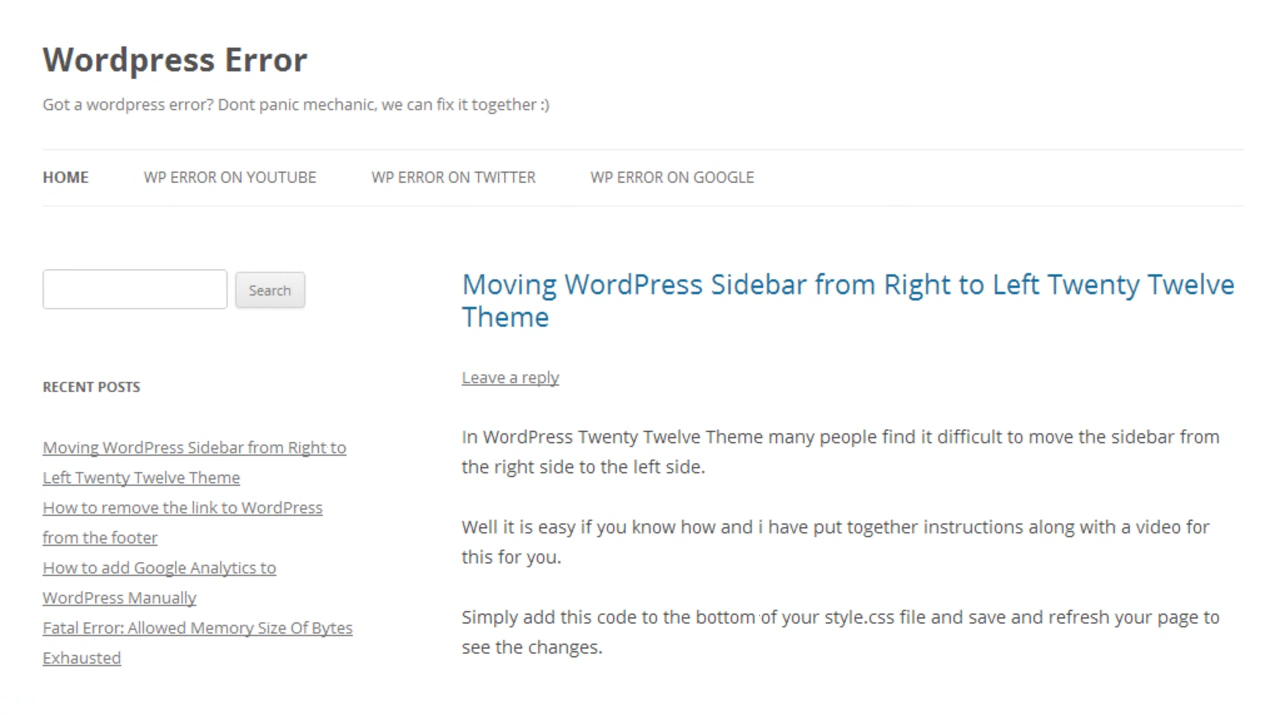 Wordpress Error
Got a wordpress error? Dont panic mechanic, we can fix it together :)
HOME
WP ERROR ON YOUTUBE
WP ERROR ON TWITTER
WP ERROR ON GOOGLE
Search
RECENT POSTS
Moving WordPress Sidebar from Right to
Left Twenty Twelve Theme
How to remove the link to WordPress
from the footer
How to add Google Analytics to
WordPress Manually
Fatal Error: Allowed Memory Size Of Bytes
Exhausted
Moving WordPress Sidebar from Right to Left Twenty Twelve
Theme
Leave a reply
In WordPress Twenty Twelve Theme many people find it difficult to move the sidebar from
the right side to the left side.
Well it is easy if you know how and i have put together instructions along with a video for
this for you.
Simply add this code to the bottom of your style.css file and save and refresh your page to
see the changes.